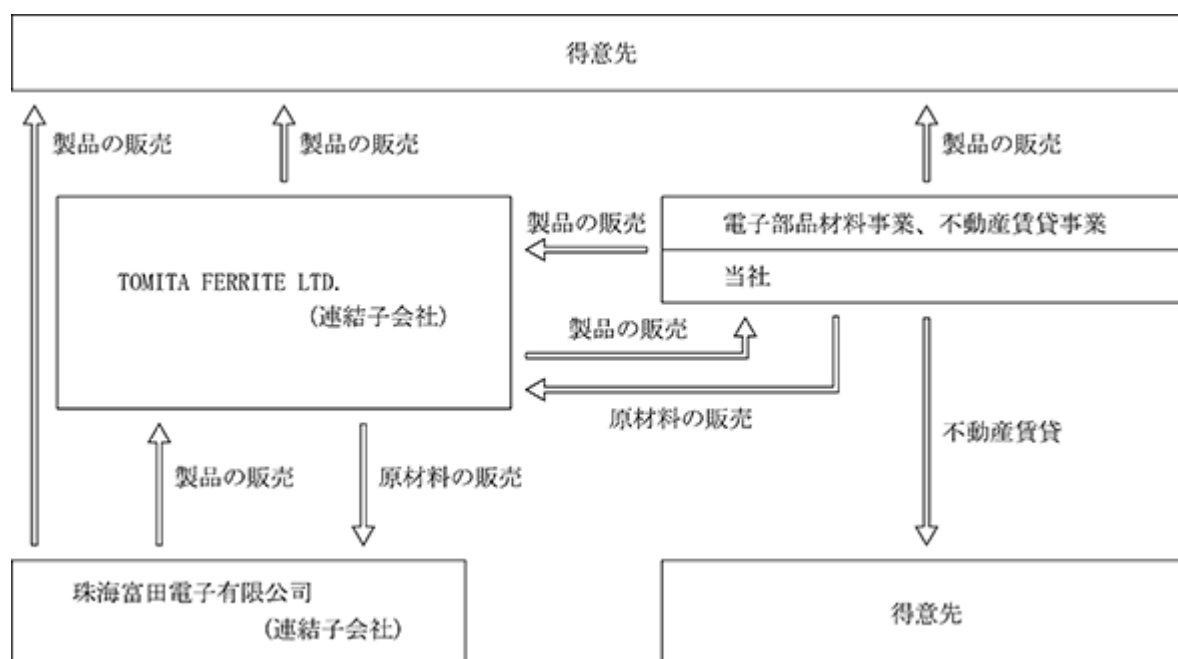 得意先
製品の販売
製品の販売
製品の販売
製品の販売
電子部品材料事業、不動産賃貸事業
当社
TOMITA FERRITE LTD.
(連結子会社)
製品の販売
原材料の販売
不動産賃貸
製品の販売
原材料の販売
珠海富田電子有限公司
(連結子会社)
得意先